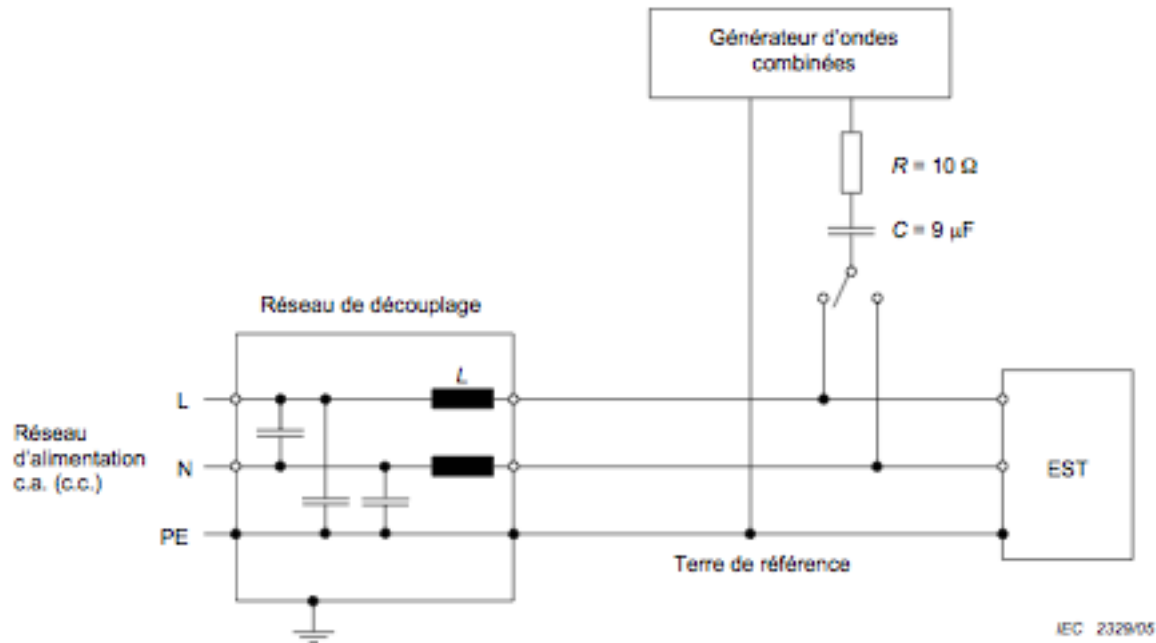 Générateur d'ondes
combinées
R = 10 Ω
C = 9 µF
Réseau de découplage
L
L
Réseau
d'alimentation
c.a. (c.c.)
N
EST
PE
Terre de référence
IEC 2329/05